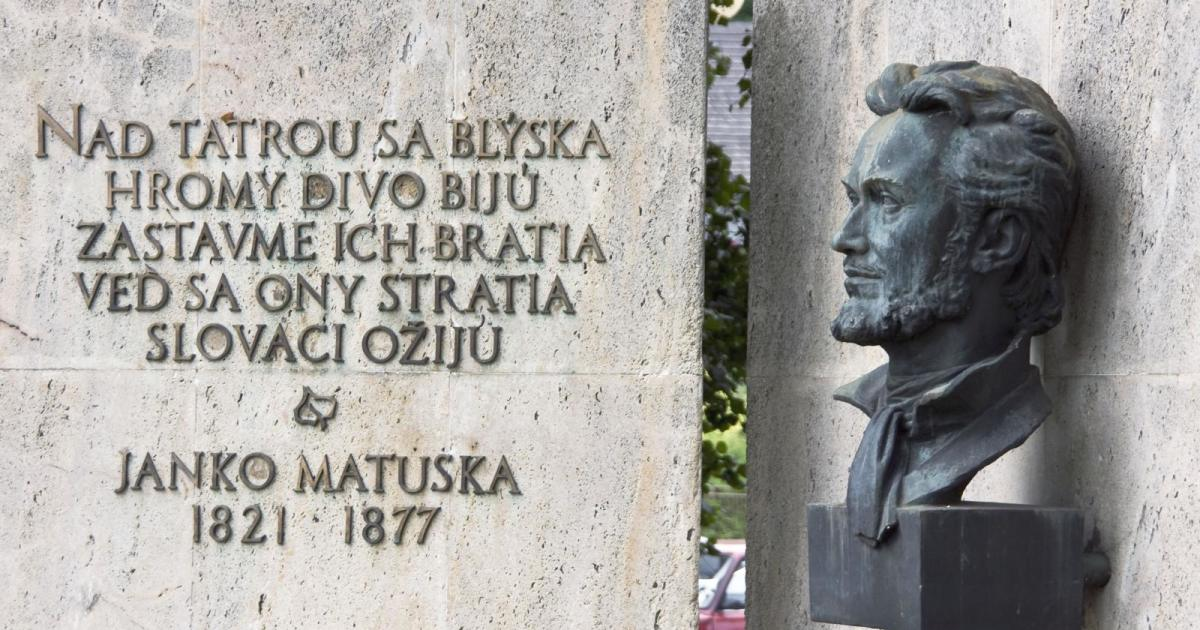 NAD TATROU SA BLÝSKA
HROMY DIVO BIJÚ
ZASTAVME ICH BRATIA
VEĎ SA ONY STRATIA
SLOVÁCI OŽIJÚ
JANKO MATUSKA
1821 1877